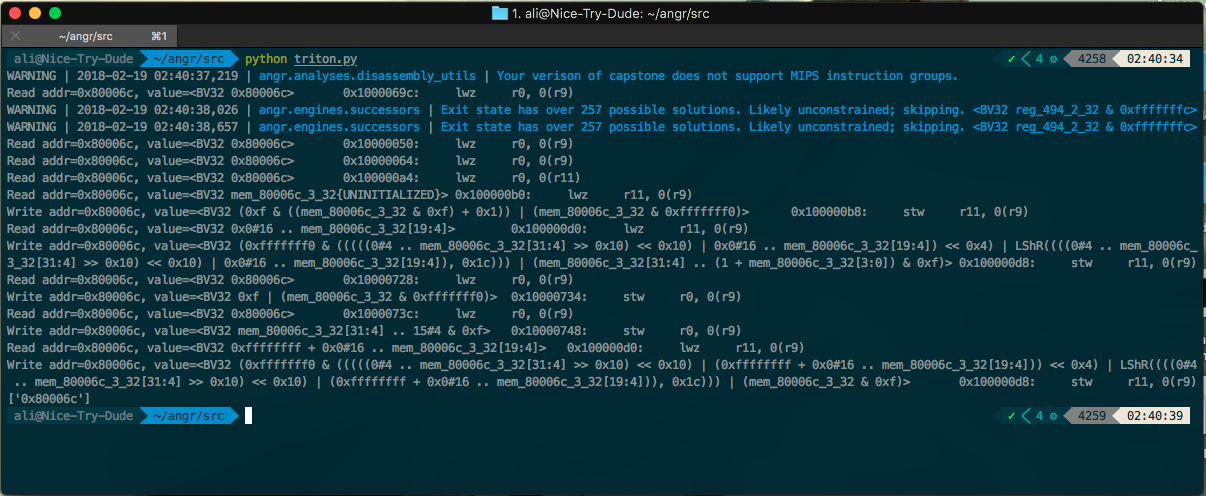 1. ali@Nice-Try-Dude: ~/angr/src
~/angr/src ⌘1
ali@Nice-Try-Dude ~/angr/src python triton.py ✓ 4 ⚙ 4258 02:40:34
WARNING | 2018-02-19 02:40:37,219 | angr.analyses.disassembly_utils | Your verison of capstone does not support MIPS instruction groups.
Read addr=0x80006c, value=<BV32 0x80006c> 0x1000069c: lwz r0, 0(r9)
WARNING | 2018-02-19 02:40:38,026 | angr.engines.successors | Exit state has over 257 possible solutions. Likely unconstrained; skipping. <BV32 reg_494_2_32 & 0xfffffffc>
WARNING | 2018-02-19 02:40:38,657 | angr.engines.successors | Exit state has over 257 possible solutions. Likely unconstrained; skipping. <BV32 reg_494_2_32 & 0xfffffffc>
Read addr=0x80006c, value=<BV32 0x80006c> 0x10000050: lwz r0, 0(r9)
Read addr=0x80006c, value=<BV32 0x80006c> 0x10000064: lwz r0, 0(r9)
Read addr=0x80006c, value=<BV32 0x80006c> 0x100000a4: lwz r0, 0(r11)
Read addr=0x80006c, value=<BV32 mem_80006c_3_32{UNINITIALIZED}> 0x100000b0: lwz r11, 0(r9)
Write addr=0x80006c, value=<BV32 (0xf & ((mem_80006c_3_32 & 0xf) + 0x1)) | (mem_80006c_3_32 & 0xfffffff0)> 0x100000b8: stw r11, 0(r9)
Read addr=0x80006c, value=<BV32 0x0#16 .. mem_80006c_3_32[19:4]> 0x100000d0: lwz r11, 0(r9)
Write addr=0x80006c, value=<BV32 (0xfffffff0 & (((((0#4 .. mem_80006c_3_32[31:4] >> 0x10) << 0x10) | 0x0#16 .. mem_80006c_3_32[19:4]) << 0x4) | LShR((((0#4 .. mem_80006c_
3_32[31:4] >> 0x10) << 0x10) | 0x0#16 .. mem_80006c_3_32[19:4]), 0x1c))) | (mem_80006c_3_32[31:4] .. (1 + mem_80006c_3_32[3:0]) & 0xf)> 0x100000d8: stw r11, 0(r9)
Read addr=0x80006c, value=<BV32 0x80006c> 0x10000728: lwz r0, 0(r9)
Write addr=0x80006c, value=<BV32 0xf | (mem_80006c_3_32 & 0xfffffff0)> 0x10000734: stw r0, 0(r9)
Read addr=0x80006c, value=<BV32 0x80006c> 0x1000073c: lwz r0, 0(r9)
Write addr=0x80006c, value=<BV32 mem_80006c_3_32[31:4] .. 15#4 & 0xf> 0x10000748: stw r0, 0(r9)
Read addr=0x80006c, value=<BV32 0xffffffff + 0x0#16 .. mem_80006c_3_32[19:4]> 0x100000d0: lwz r11, 0(r9)
Write addr=0x80006c, value=<BV32 (0xfffffff0 & (((((0#4 .. mem_80006c_3_32[31:4] >> 0x10) << 0x10) | (0xffffffff + 0x0#16 .. mem_80006c_3_32[19:4])) << 0x4) | LShR((((0#4
.. mem_80006c_3_32[31:4] >> 0x10) << 0x10) | (0xffffffff + 0x0#16 .. mem_80006c_3_32[19:4])), 0x1c))) | (mem_80006c_3_32 & 0xf)> 0x100000d8: stw r11, 0(r9)
['0x80006c']
ali@Nice-Try-Dude ~/angr/src ✓ 4 ⚙ 4259 02:40:39